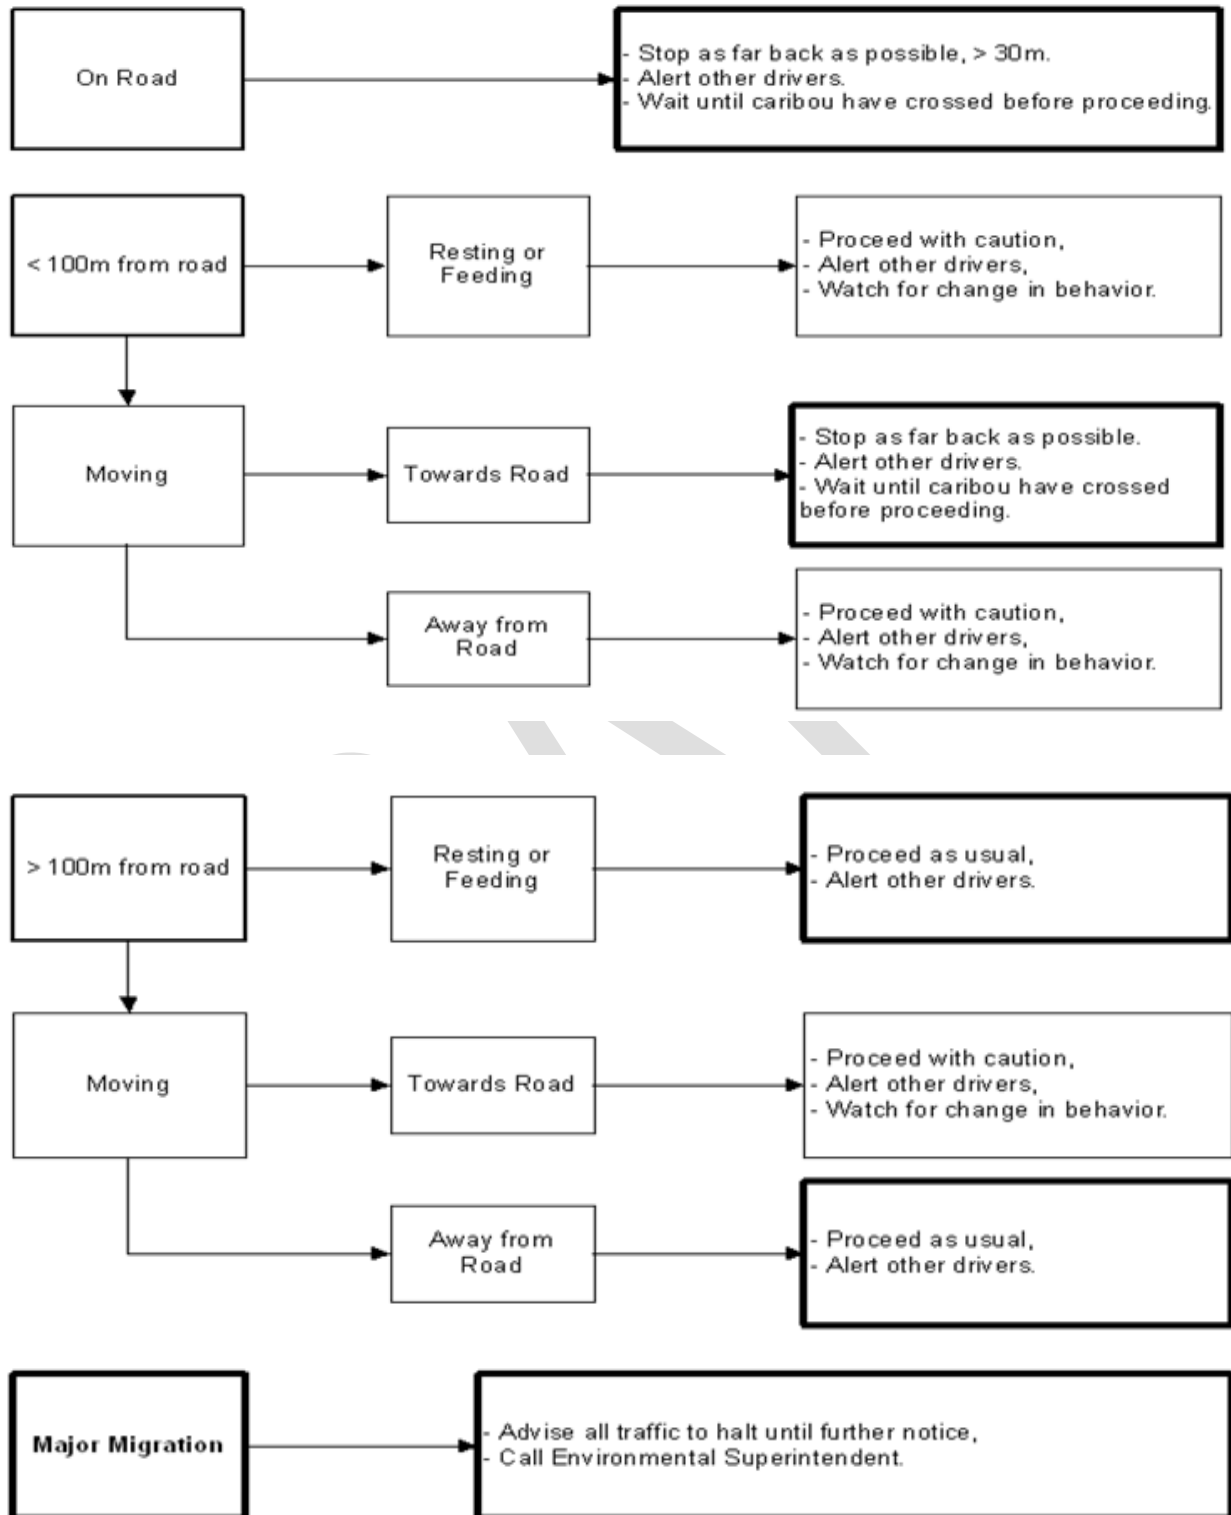 On Road
- Stop as far back as possible, > 30m.
- Alert other drivers.
- Wait until caribou have crossed before proceeding.
< 100m from road
Resting or
Feeding
- Proceed with caution,
- Alert other drivers,
- Watch for change in behavior.
Moving
Towards Road
- Stop as far back as possible.
- Alert other drivers.
- Wait until caribou have crossed
before proceeding.
Away from
Road
- Proceed with caution,
- Alert other drivers,
- Watch for change in behavior.
> 100m from road
Resting or
Feeding
- Proceed as usual,
- Alert other drivers.
Moving
Towards Road
- Proceed with caution,
- Alert other drivers,
- Watch for change in behavior.
Away from
Road
- Proceed as usual,
- Alert other drivers.
Major Migration
- Advise all traffic to halt until further notice,
- Call Environmental Superintendent.